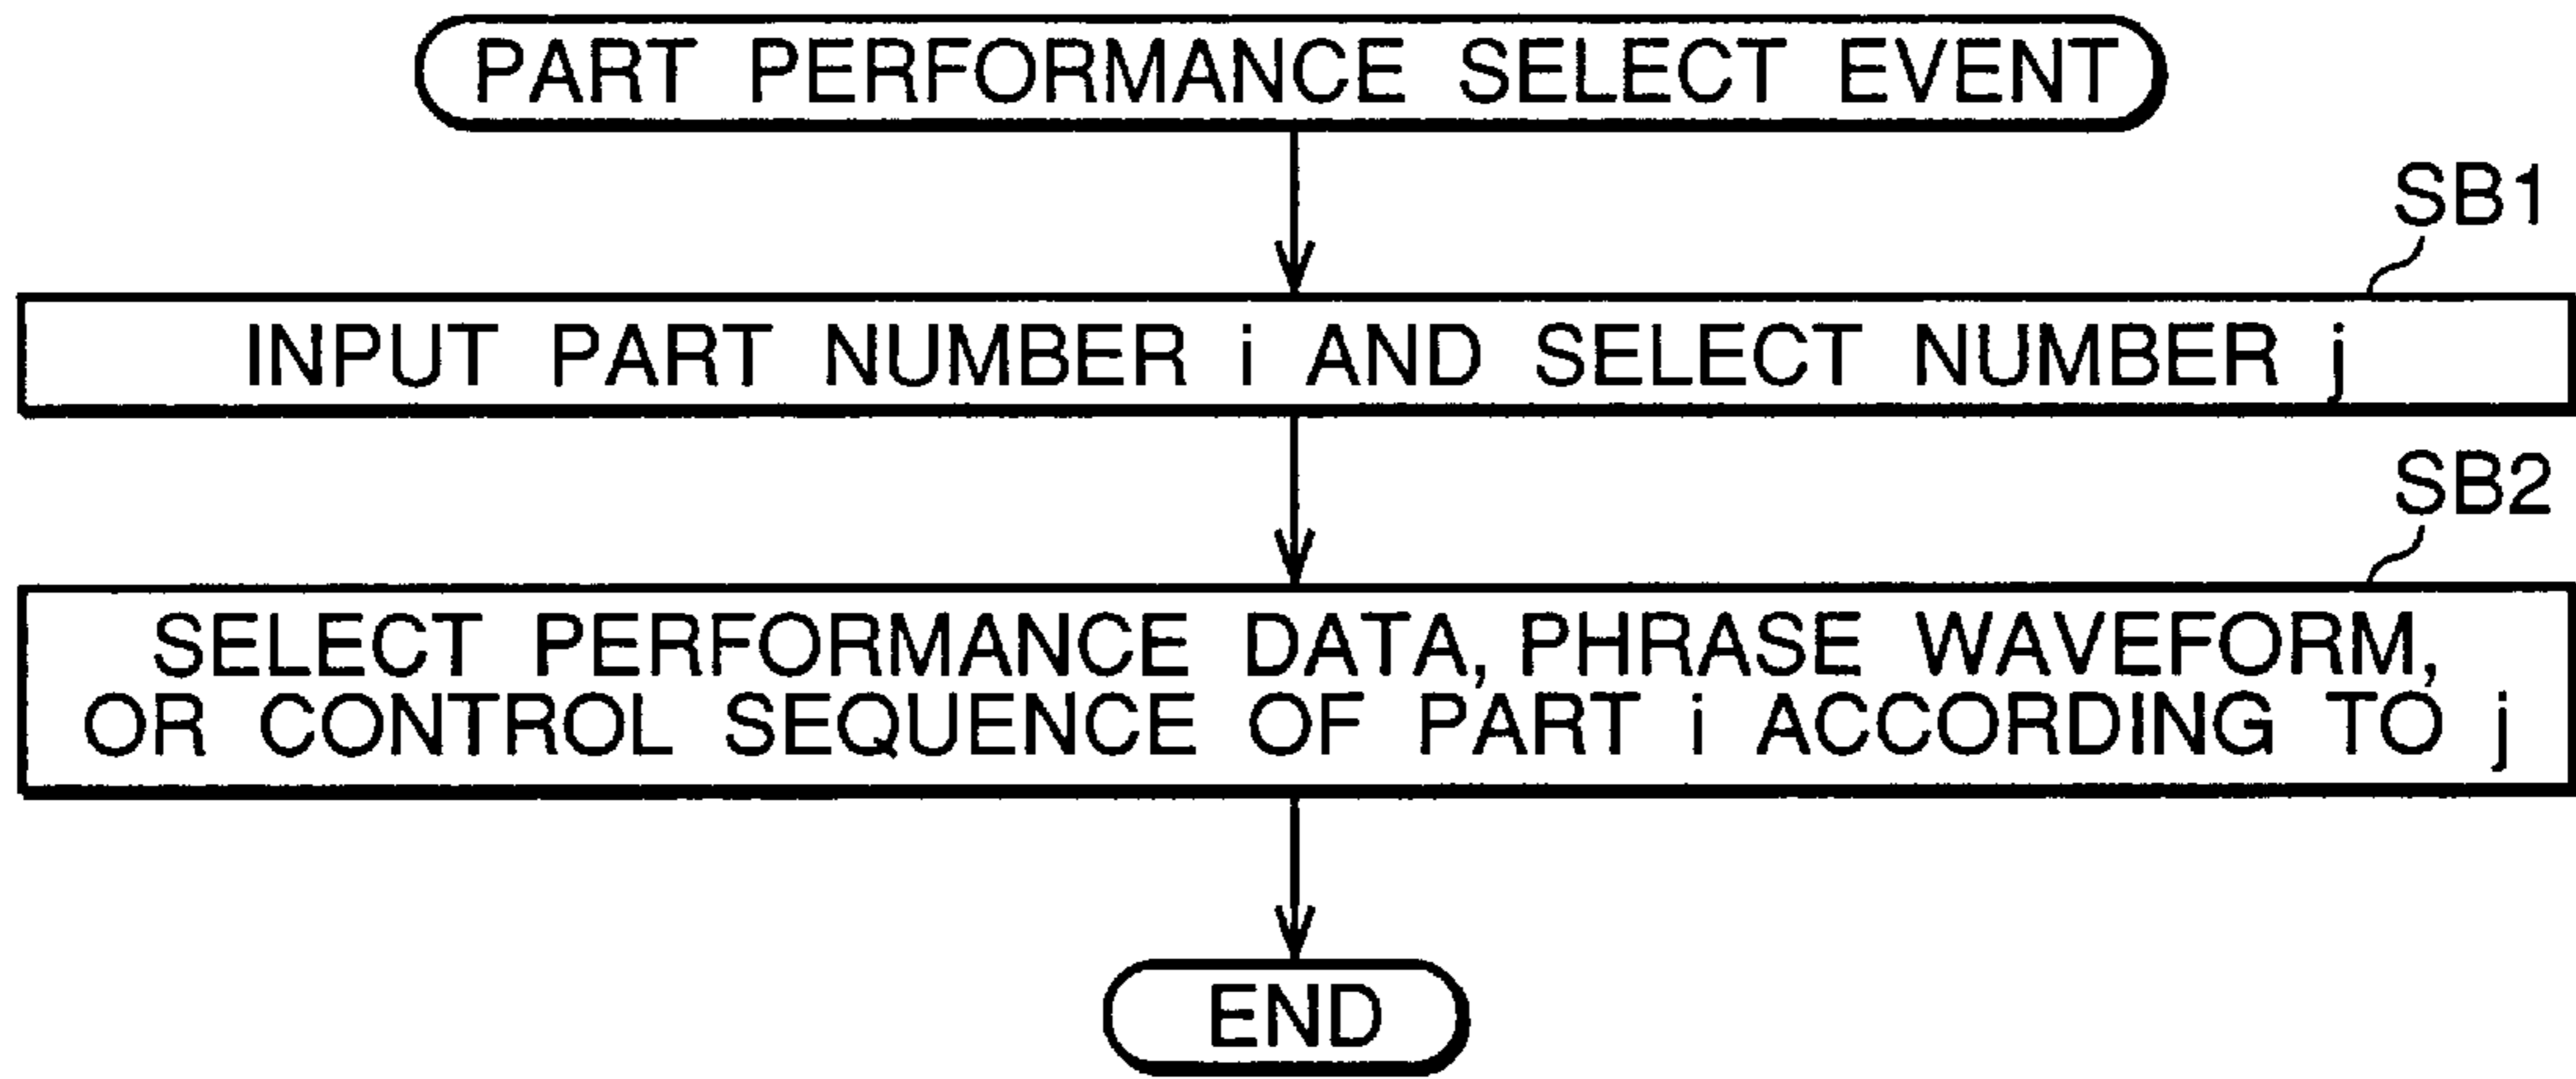 PART PERFORMANCE SELECT EVENT
SB1
INPUT PART NUMBER i AND SELECT NUMBER j
SB2
SELECT PERFORMANCE DATA, PHRASE WAVEFORM,
OR CONTROL SEQUENCE OF PART i ACCORDING TO j
END